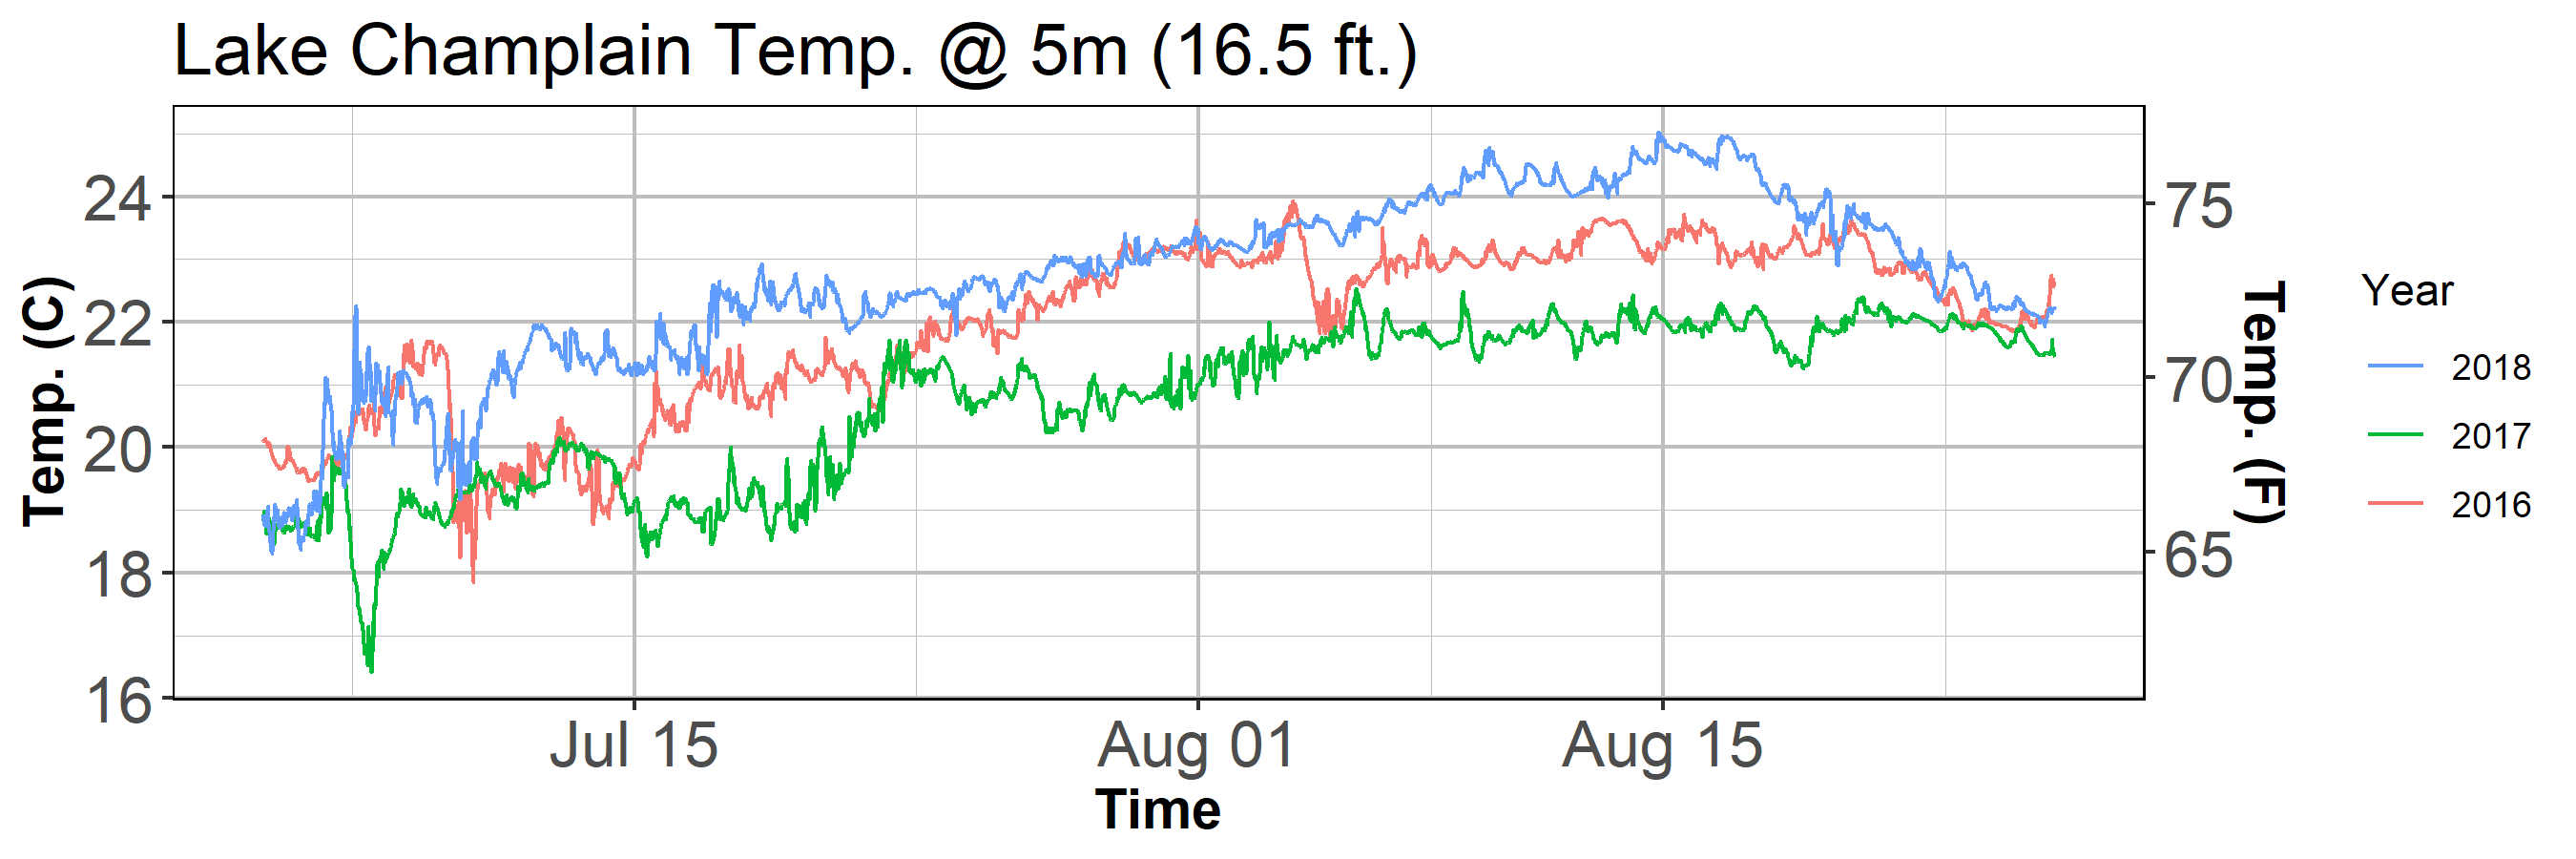 Lake Champlain Temp. @ 5m (16.5 ft.)
Temp. (C)
24
22
20
18
16
Jul 15
Aug 01
Aug 15
Time
75
70
65
Temp. (F)
Year
2018
2017
2016